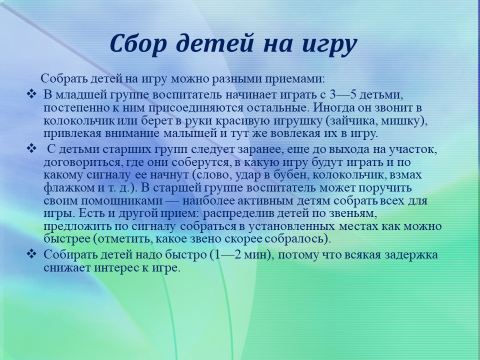 Сбор детей на игру
Собрать детей на игру можно разными приемами:
❖ В младшей группе воспитатель начинает играть с 3—5 детьми,
постепенно к ним присоединяются остальные. Иногда он звонит в
колокольчик или берет в руки красивую игрушку (зайчика, мишку),
привлекая внимание малышей и тут же вовлекая их в игру.
❖ С детьми старших групп следует заранее, еще до выхода на участок,
договориться, где они соберутся, в какую игру будут играть и по
какому сигналу ее начнут (слово, удар в бубен, колокольчик, взмах
флажком и т. д.). В старшей группе воспитатель может поручить
своим помощниками — наиболее активным детям собрать всех для
игры. Есть и другой прием: распределив детей по звеньям,
предложить по сигналу собраться в установленных местах как можно
быстрее (отметить, какое звено скорее собралось).
❖ Собирать детей надо быстро (1—2 мин), потому что всякая задержка
снижает интерес к игре.